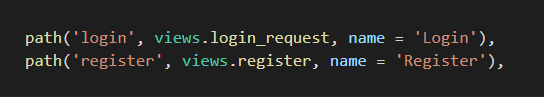 path('login', views.login_request, name = 'Login'),
path('register', views.register, name = 'Register'),